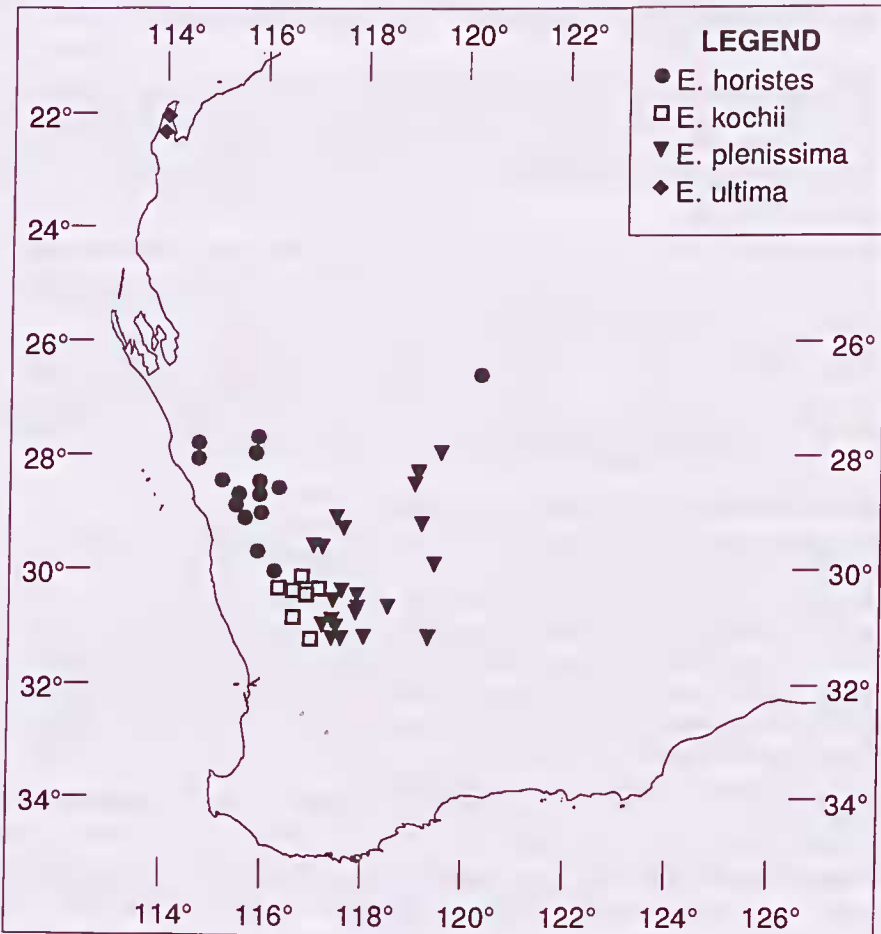 114° 116° 118° 120° 122°
LEGEND
E. horistes
E. kochii
E. plenissima
E. ultima
22°
24°
26° 26°
28° 28°
30° 30°
32° 32°
34° 34°
114° 116° 118° 120° 122° 124° 126°